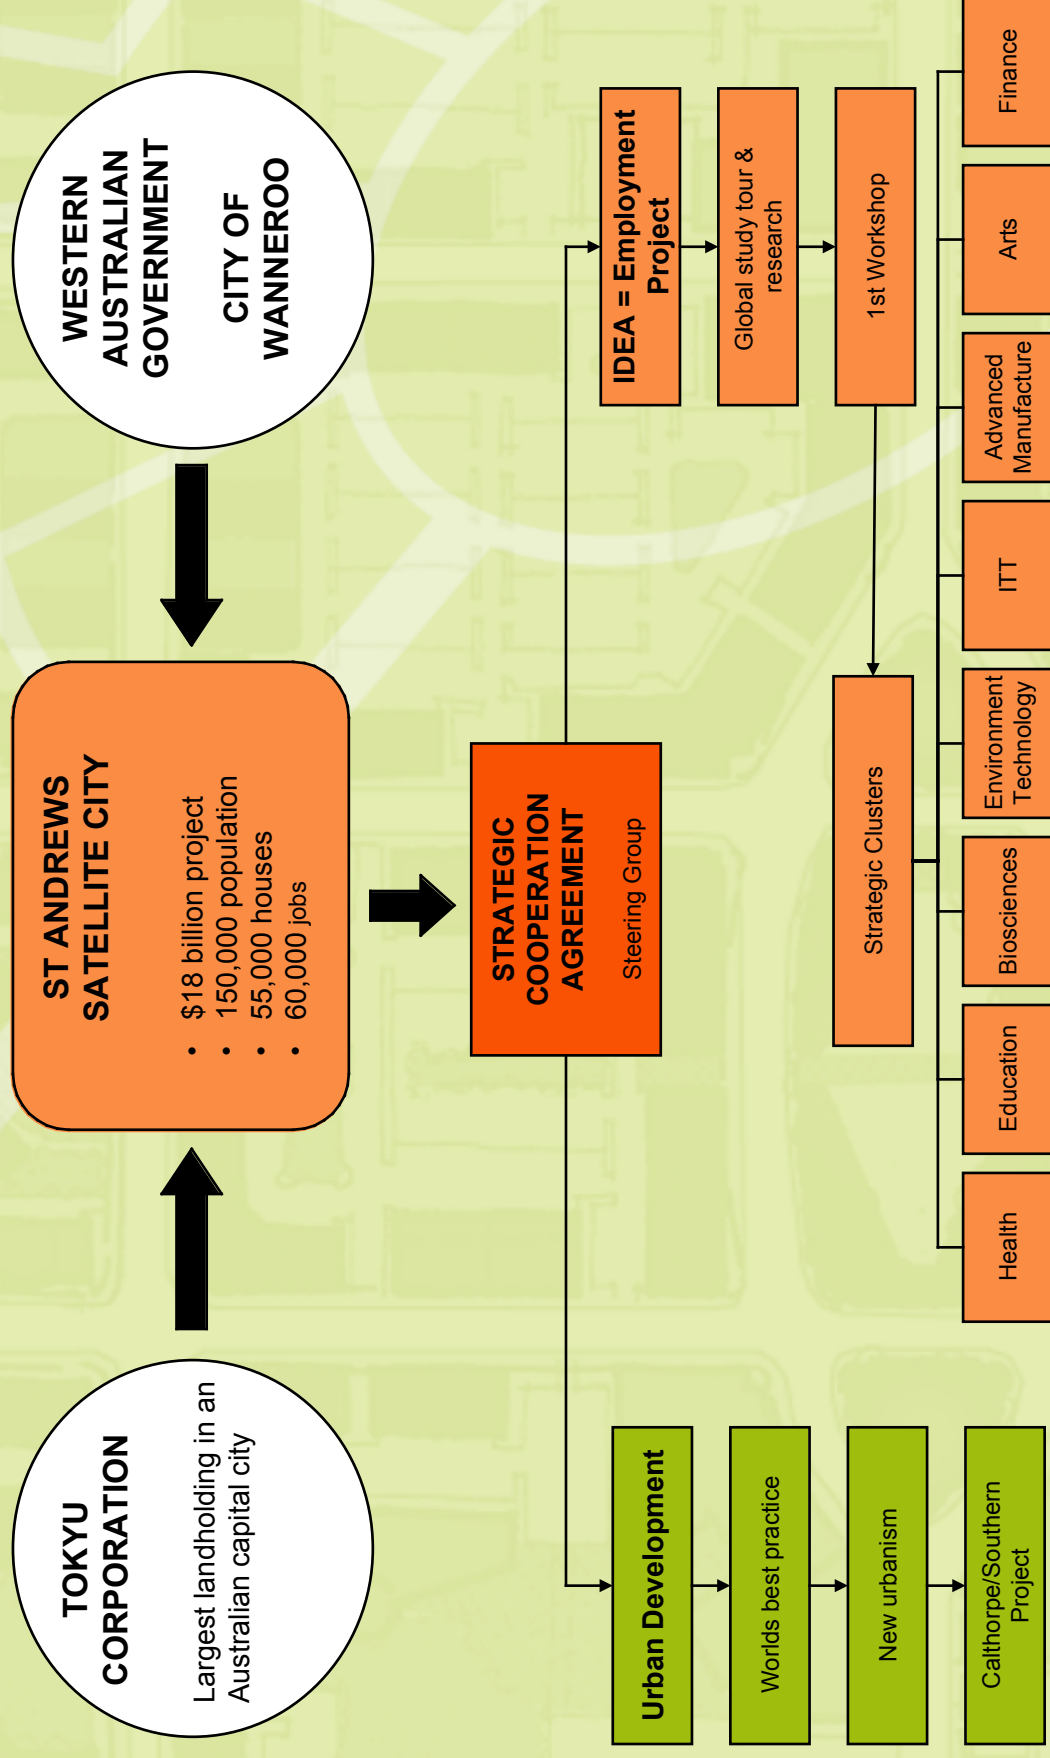 TOKYU
CORPORATION
Largest landholding in an
Australian capital city
ST ANDREWS
SATELLITE CITY
• $18 billion project
• 150,000 population
• 55,000 houses
• 60,000 jobs
WESTERN
AUSTRALIAN
GOVERNMENT
CITY OF
WANNEROO
STRATEGIC
COOPERATION
AGREEMENT
Steering Group
Urban Development
Worlds best practice
New urbanism
Calthorpe/Southern
Project
IDEA = Employment
Project
Global study tour &
research
1st Workshop
Strategic Clusters
Health
Education
Biosciences
Environment
Technology
ITT
Advanced
Manufacture
Arts
Finance